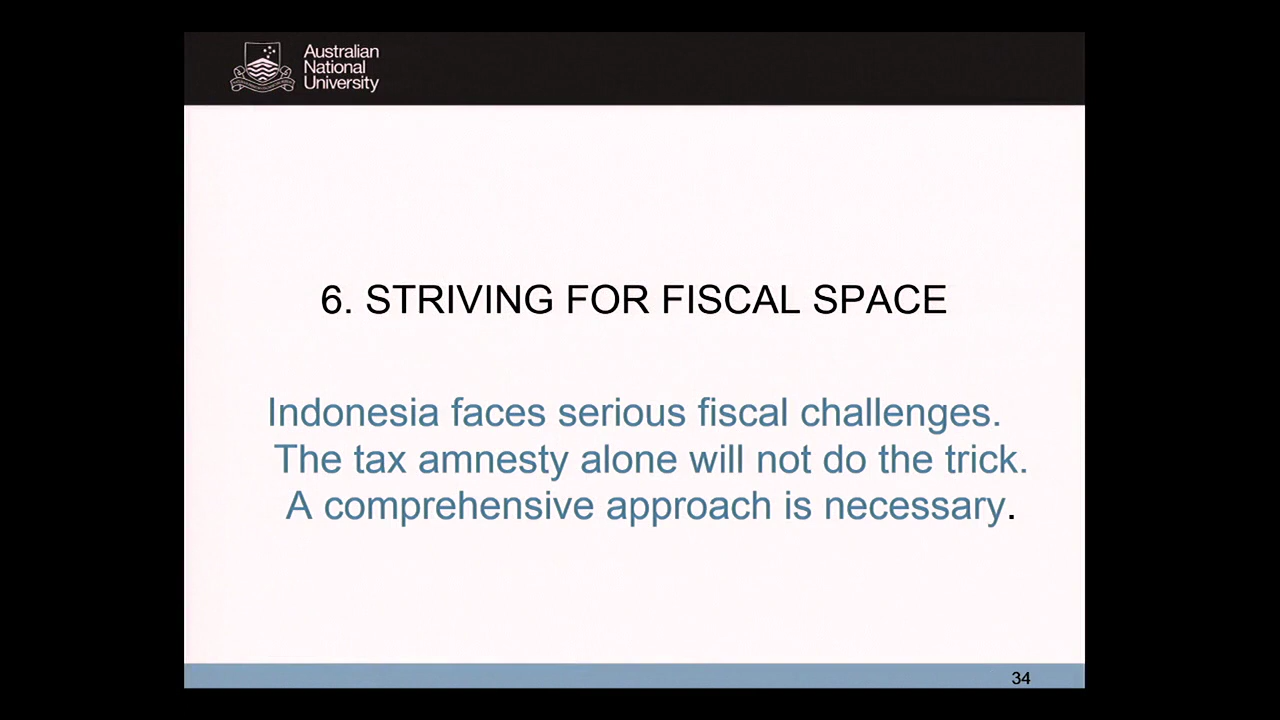 Australian
National
University
6. STRIVING FOR FISCAL SPACE
Indonesia faces serious fiscal challenges.
The tax amnesty alone will not do the trick.
A comprehensive approach is necessary.
34